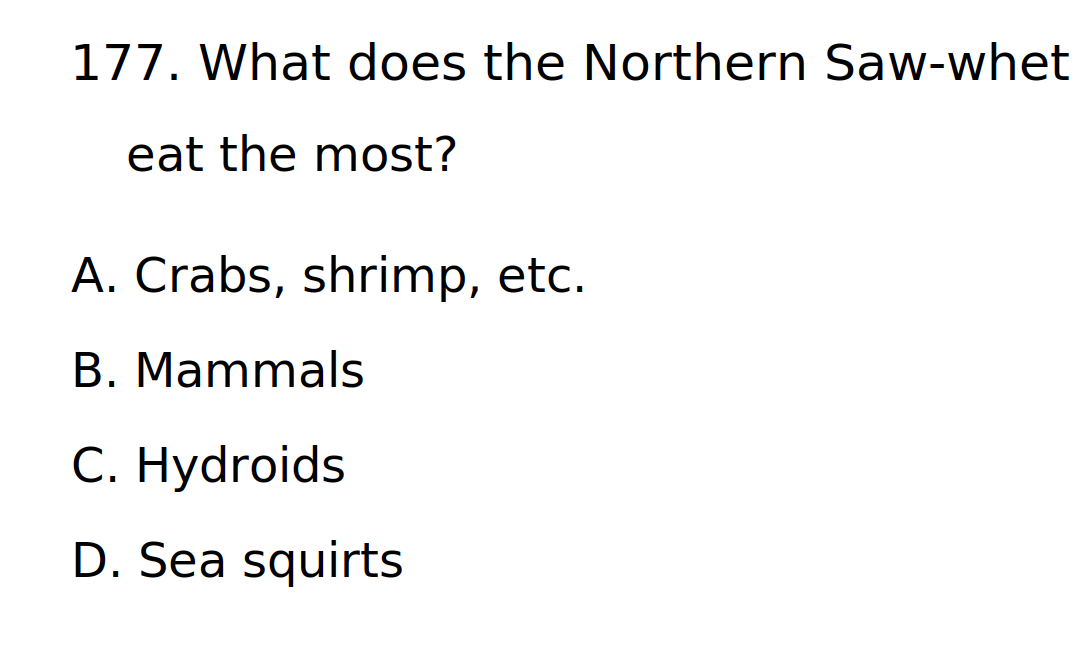 177. What does the Northern Saw-whet
eat the most?
A. Crabs, shrimp, etc.
B. Mammals
C. Hydroids
D. Sea squirts